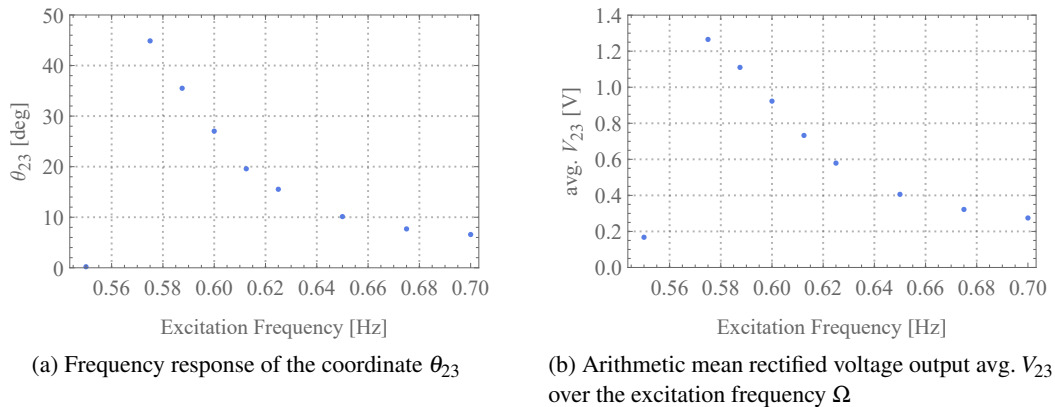 50
40
30
20
10
0
θ23 [deg]
0.56 0.58 0.60 0.62 0.64 0.66 0.68 0.70
Excitation Frequency [Hz]
(a) Frequency response of the coordinate θ23
1.4
1.2
1.0
0.8
0.6
0.4
0.2
0.0
avg. V23 [V]
0.56 0.58 0.60 0.62 0.64 0.66 0.68 0.70
Excitation Frequency [Hz]
(b) Arithmetic mean rectified voltage output avg. V23
over the excitation frequency Ω